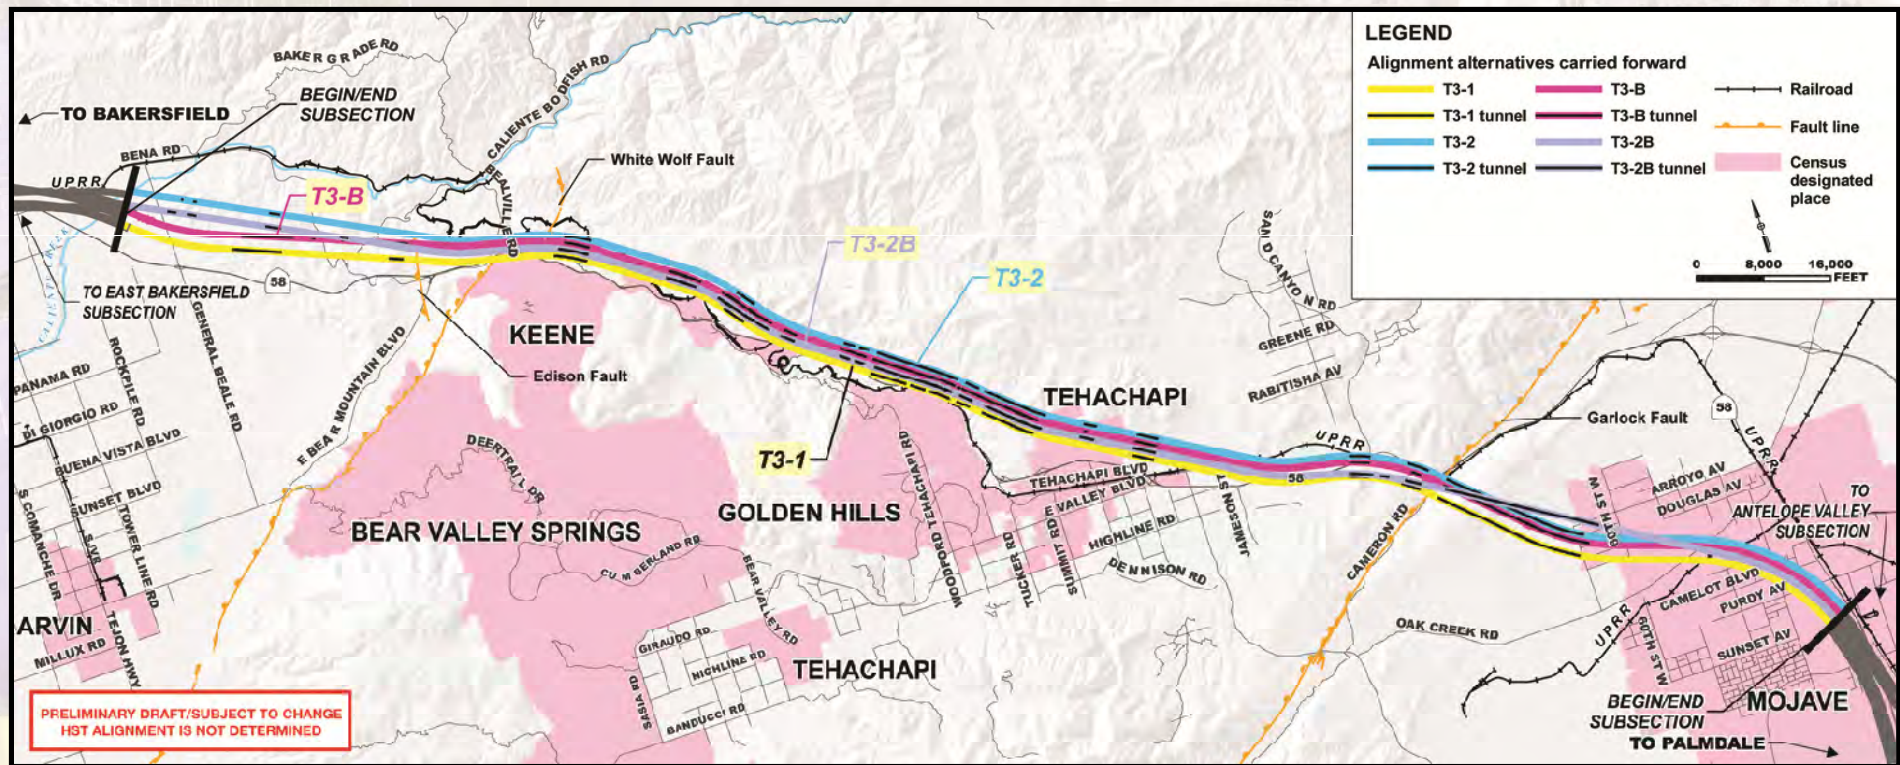 LEGEND
Alignment alternatives carried forward
T3-1
T3-1 tunnel
T3-2
T3-2 tunnel
T3-B
T3-B tunnel
T3-2B
T3-2B tunnel
Railroad
Fault line
Census
designated
place
0 8,000 16,000
FEET
BAKER GRADE RD
TO BAKERSFIELD
BEGIN/END
SUBSECTION
CALIENTE BODFISH RD
BENA RD
UPRR
T3-B
BEALVILLE RD
White Wolf Fault
T3-2B
T3-2
SAND CANYON RD
GREENE RD
RABITISHA AV
58
TO EAST BAKERSFIELD
SUBSECTION
CALIENTE CREEK
GENERAL BEALE RD
ROCKPILE RD
PANAMA RD
DI GIORGIO RD
BUENA VISTA BLVD
SUNSET BLVD
S COMANCHE DR
TOWER LINE RD
TEJON HWY
ARVIN
MILLUX RD
E BEAR MOUNTAIN BLVD
KEENE
Edison Fault
DEERTRAIL DR
BEAR VALLEY SPRINGS
CUMBERLAND RD
BEAR VALLEY RD
T3-1
GOLDEN HILLS
WOODFORD TEHACHAPI RD
TEHACHAPI
TEHACHAPI BLVD
E VALLEY BLVD
HIGHLINE RD
DENNISON RD
TUCKER RD
SUMMIT RD
JAMESON ST
UPRR
58
CAMERON RD
Garlock Fault
58
UPRR
60TH ST W
ARROYO AV
DOUGLAS AV
TO
ANTELOPE VALLEY
SUBSECTION
CAMELOT BLVD
PURDY AV
SUNSET AV
OAK CREEK RD
UPRR
60TH ST W
MOJAVE
BEGIN/END
SUBSECTION
TO PALMDALE
GIRAUDO RD
HIGHLINE RD
SASIA RD
BANDUCCI RD
TEHACHAPI
PRELIMINARY DRAFT/SUBJECT TO CHANGE
HST ALIGNMENT IS NOT DETERMINED